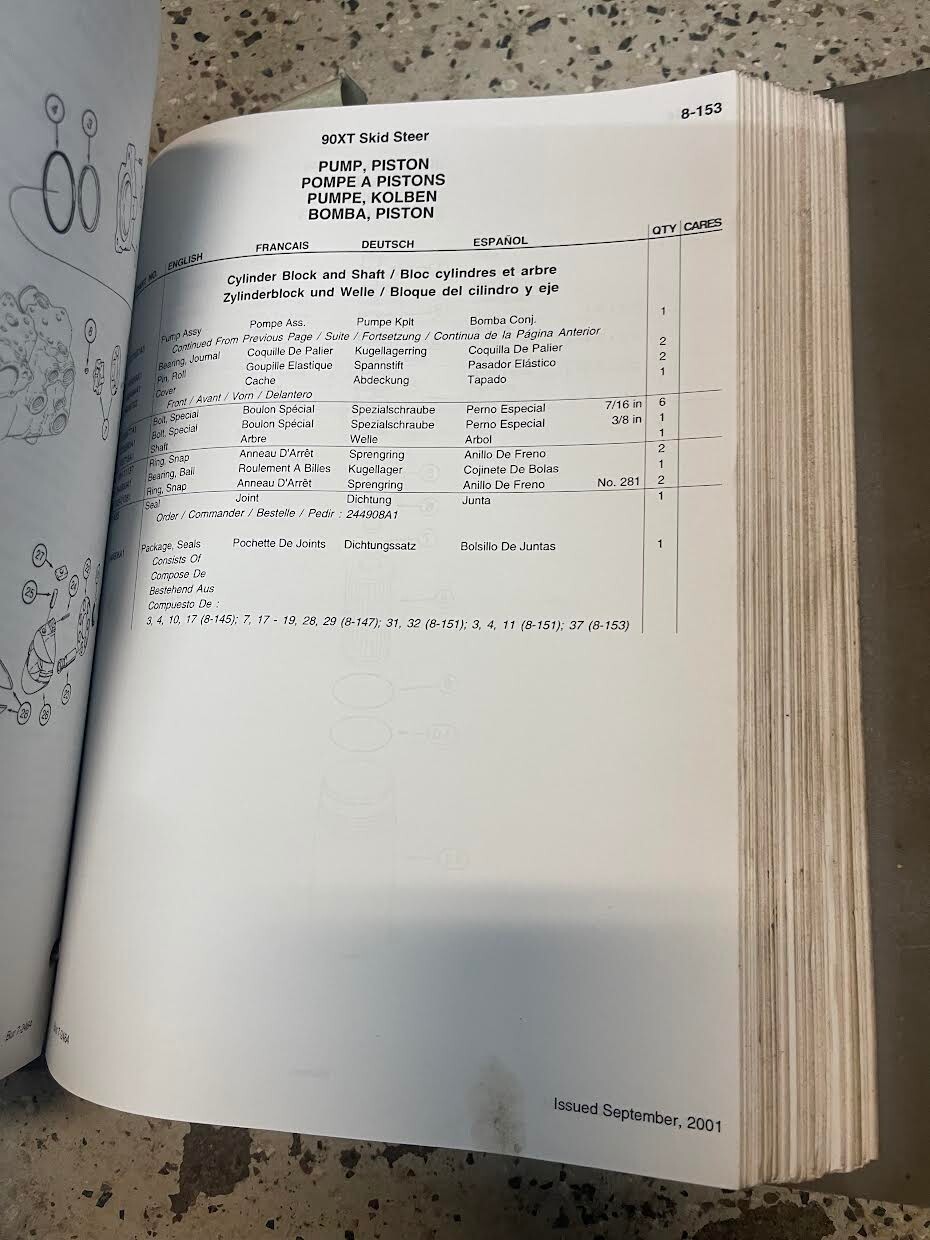 8-153
90XT Skid Steer
PUMP, PISTON
POMPE A PISTONS
PUMPE, KOLBEN
BOMBA, PISTON
ENGLISH FRANCAIS DEUTSCH ESPAÑOL QTY CARES
Cylinder Block and Shaft / Bloc cylindres et arbre
Zylinderblock und Welle / Bloque del cilindro y eje
Pump Assy Pompe Ass. Pumpe Kplt Bomba Conj. 1
Continued From Previous Page / Suite / Fortsetzung / Continua de la Página Anterior
Bearing, Journal Coquille De Palier Kugellagerring Coquilla De Palier 2
Pin, Roll Goupille Elastique Spannstift Pasador Elástico 2
Cover Cache Abdeckung Tapado 1
Front / Avant / Vorn / Delantero
Bolt, Special Boulon Spécial Spezialschraube Perno Especial 7/16 in 6
Bolt, Special Boulon Spécial Spezialschraube Perno Especial 3/8 in 1
Shaft Arbre Welle Arbol 1
Ring, Snap Anneau D'Arrêt Sprengring Anillo De Freno 2
Bearing, Ball Roulement A Billes Kugellager Cojinete De Bolas 1
Ring, Snap Anneau D'Arrêt Sprengring Anillo De Freno No. 281 2
Seal Joint Dichtung Junta 1
Order / Commander / Bestelle / Pedir : 244908A1
Package, Seals Pochette De Joints Dichtungssatz Bolsillo De Juntas 1
Consists Of
Compose De
Bestehend Aus
Compuesto De :
3, 4, 10, 17 (8-145); 7, 17 - 19, 28, 29 (8-147); 31, 32 (8-151); 3, 4, 11 (8-151); 37 (8-153)
Issued September, 2001
4
3
6
7
27
25
26